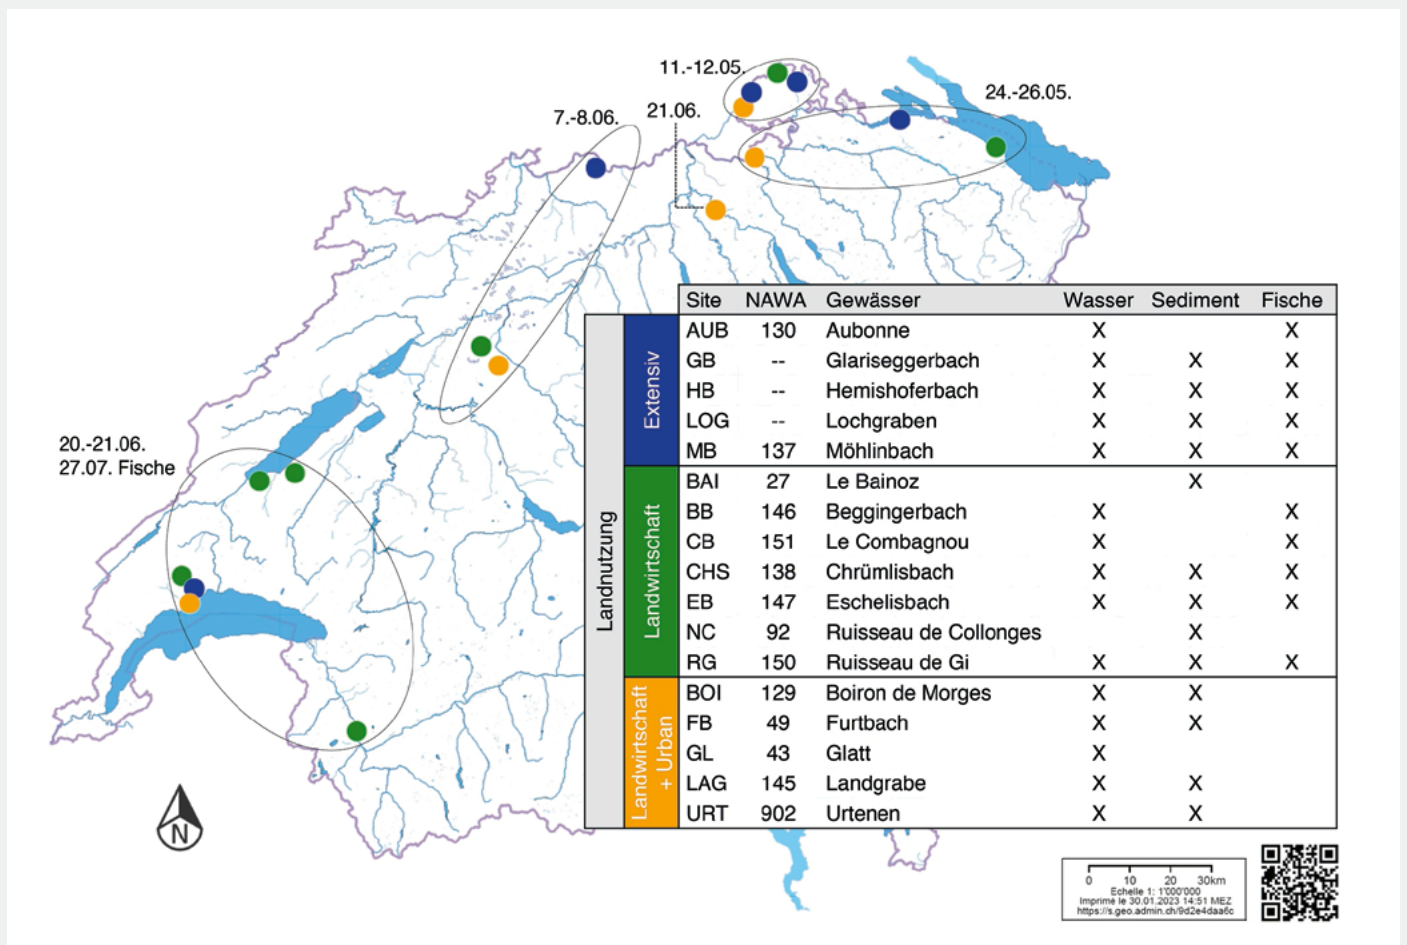 11.-12.05.
24.-26.05.
7.-8.06.
21.06.
20.-21.06.
27.07. Fische
Site NAWA Gewässer Wasser Sediment Fische
Landnutzung
Extensiv
AUB 130 Aubonne X X
GB -- Glariseggerbach X X X
HB -- Hemishoferbach X X X
LOG -- Lochgraben X X X
MB 137 Möhlinbach X X X
Landwirtschaft
BAI 27 Le Bainoz X
BB 146 Beggingerbach X X
CB 151 Le Combagnou X X
CHS 138 Chrümlisbach X X X
EB 147 Eschelisbach X X X
NC 92 Ruisseau de Collonges X
RG 150 Ruisseau de Gi X X X
Landwirtschaft
+ Urban
BOI 129 Boiron de Morges X X
FB 49 Furtbach X X
GL 43 Glatt X
LAG 145 Landgrabe X X
URT 902 Urtenen X X
N
0 10 20 30km
Echelle 1: 1'000'000
Imprimé le 30.01.2023 14:51 MEZ
https://s.geo.admin.ch/9d2e4daa6c